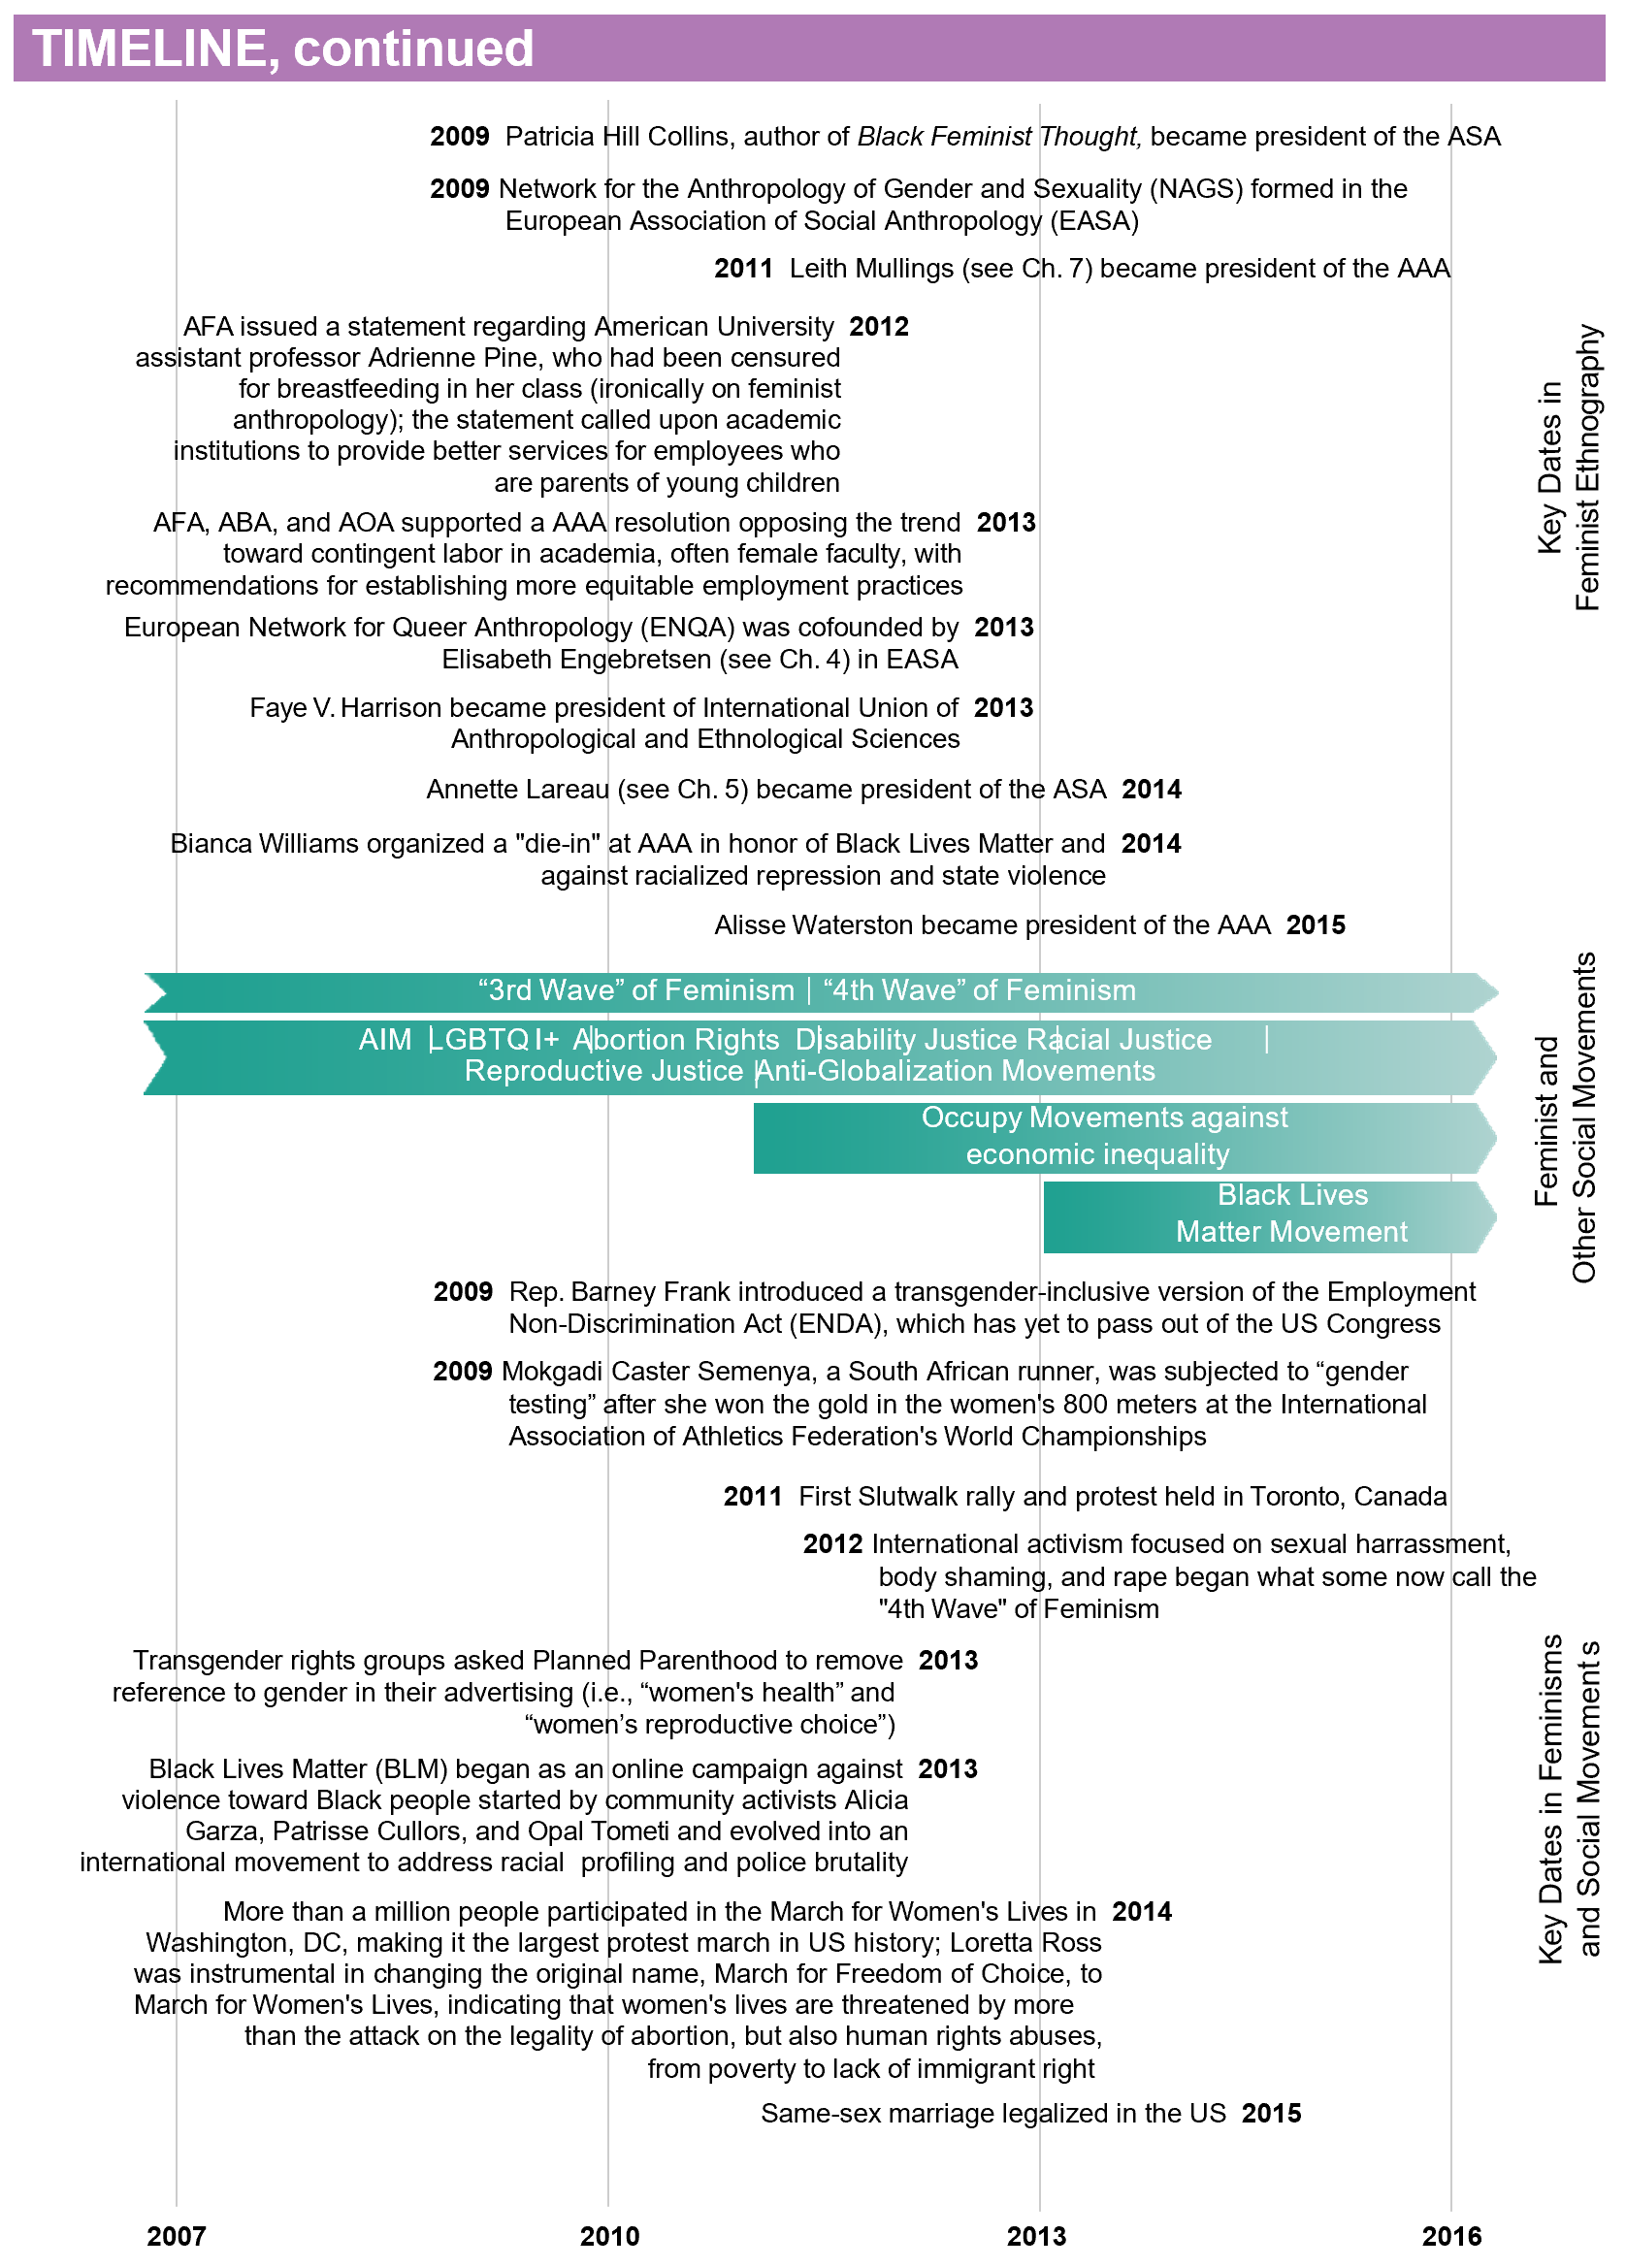 TIMELINE, continued
2009 Patricia Hill Collins, author of Black Feminist Thought, became president of the ASA
2009 Network for the Anthropology of Gender and Sexuality (NAGS) formed in the
European Association of Social Anthropology (EASA)
2011 Leith Mullings (see Ch. 7) became president of the AAA
AFA issued a statement regarding American University 2012
assistant professor Adrienne Pine, who had been censured
for breastfeeding in her class (ironically on feminist
anthropology); the statement called upon academic
institutions to provide better services for employees who
are parents of young children
AFA, ABA, and AOA supported a AAA resolution opposing the trend 2013
toward contingent labor in academia, often female faculty, with
recommendations for establishing more equitable employment practices
European Network for Queer Anthropology (ENQA) was cofounded by 2013
Elisabeth Engebretsen (see Ch. 4) in EASA
Faye V. Harrison became president of International Union of 2013
Anthropological and Ethnological Sciences
Annette Lareau (see Ch. 5) became president of the ASA 2014
Bianca Williams organized a "die-in" at AAA in honor of Black Lives Matter and 2014
against racialized repression and state violence
Alisse Waterston became president of the AAA 2015
Key Dates in
Feminist Ethnography
“3rd Wave” of Feminism | “4th Wave” of Feminism
AIM | LGBTQI+ | Abortion Rights | Disability Justice | Racial Justice |
Reproductive Justice | Anti-Globalization Movements
Occupy Movements against
economic inequality
Black Lives
Matter Movement
Feminist and
Other Social Movements
2009 Rep. Barney Frank introduced a transgender-inclusive version of the Employment
Non-Discrimination Act (ENDA), which has yet to pass out of the US Congress
2009 Mokgadi Caster Semenya, a South African runner, was subjected to “gender
testing” after she won the gold in the women's 800 meters at the International
Association of Athletics Federation's World Championships
2011 First Slutwalk rally and protest held in Toronto, Canada
2012 International activism focused on sexual harrassment,
body shaming, and rape began what some now call the
"4th Wave" of Feminism
Transgender rights groups asked Planned Parenthood to remove 2013
reference to gender in their advertising (i.e., “women's health” and
“women’s reproductive choice”)
Black Lives Matter (BLM) began as an online campaign against 2013
violence toward Black people started by community activists Alicia
Garza, Patrisse Cullors, and Opal Tometi and evolved into an
international movement to address racial profiling and police brutality
More than a million people participated in the March for Women's Lives in 2014
Washington, DC, making it the largest protest march in US history; Loretta Ross
was instrumental in changing the original name, March for Freedom of Choice, to
March for Women's Lives, indicating that women's lives are threatened by more
than the attack on the legality of abortion, but also human rights abuses,
from poverty to lack of immigrant right
Same-sex marriage legalized in the US 2015
Key Dates in Feminisms
and Social Movements
2007 2010 2013 2016